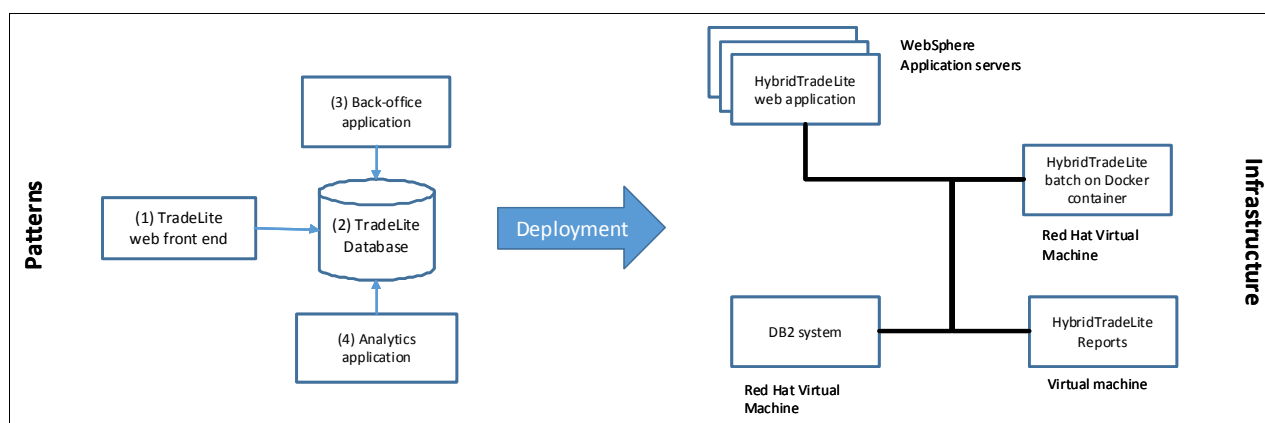 Patterns
(3) Back-office
application
(1) TradeLite
web front end
(2) TradeLite
Database
(4) Analytics
application
Deployment
WebSphere
Application servers
HybridTradeLite
web application
HybridTradeLite
batch on Docker
container
Red Hat Virtual
Machine
DB2 system
Red Hat Virtual
Machine
HybridTradeLite
Reports
Virtual machine
Infrastructure